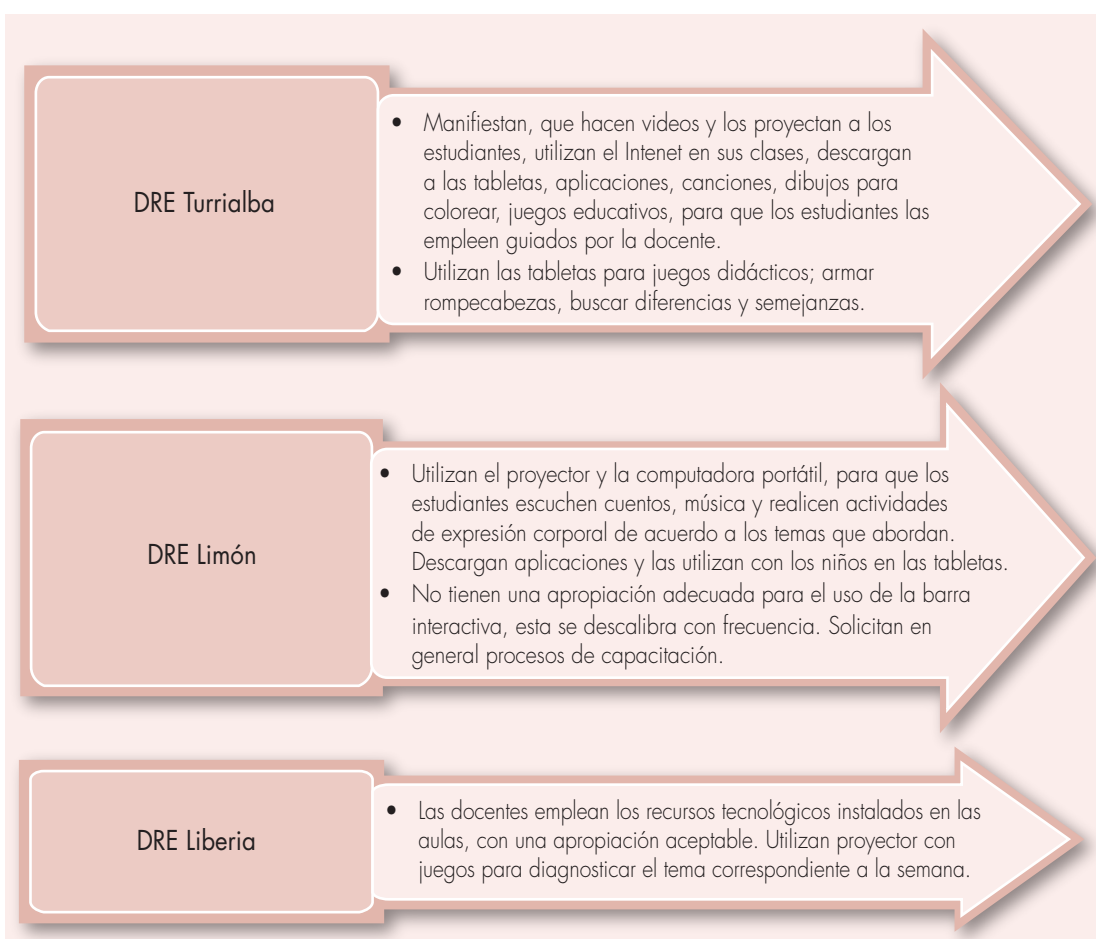 DRE Turrialba
• Manifiestan, que hacen videos y los proyectan a los
estudiantes, utilizan el Intenet en sus clases, descargan
a las tabletas, aplicaciones, canciones, dibujos para
colorear, juegos educativos, para que los estudiantes las
empleen guiados por la docente.
• Utilizan las tabletas para juegos didácticos; armar
rompecabezas, buscar diferencias y semejanzas.
DRE Limón
• Utilizan el proyector y la computadora portátil, para que los
estudiantes escuchen cuentos, música y realicen actividades
de expresión corporal de acuerdo a los temas que abordan.
Descargan aplicaciones y las utilizan con los niños en las tabletas.
• No tienen una apropiación adecuada para el uso de la barra
interactiva, esta se descalibra con frecuencia. Solicitan en
general procesos de capacitación.
DRE Liberia
• Las docentes emplean los recursos tecnológicos instalados en las
aulas, con una apropiación aceptable. Utilizan proyector con
juegos para diagnosticar el tema correspondiente a la semana.